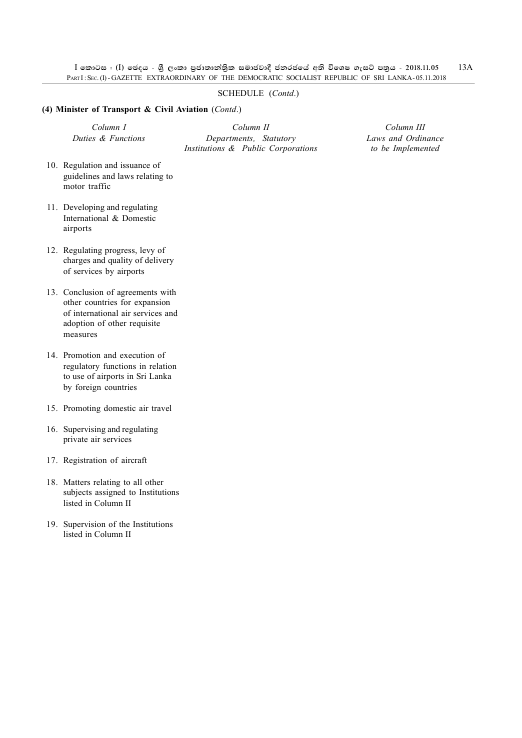 I කොටස - (I) ඡෙදය - ශ්‍රී ලංකා ප්‍රජාතාන්ත්‍රික සමාජවාදී ජනරජයේ අති විශෙෂ ගැසට් පත්‍රය - 2018.11.05 13A
PART I : SEC. (I) - GAZETTE EXTRAORDINARY OF THE DEMOCRATIC SOCIALIST REPUBLIC OF SRI LANKA - 05.11.2018
SCHEDULE (Contd.)
(4) Minister of Transport & Civil Aviation (Contd.)
Column I
Duties & Functions
Column II
Departments, Statutory
Institutions & Public Corporations
Column III
Laws and Ordinance
to be Implemented
10. Regulation and issuance of
guidelines and laws relating to
motor traffic
11. Developing and regulating
International & Domestic
airports
12. Regulating progress, levy of
charges and quality of delivery
of services by airports
13. Conclusion of agreements with
other countries for expansion
of international air services and
adoption of other requisite
measures
14. Promotion and execution of
regulatory functions in relation
to use of airports in Sri Lanka
by foreign countries
15. Promoting domestic air travel
16. Supervising and regulating
private air services
17. Registration of aircraft
18. Matters relating to all other
subjects assigned to Institutions
listed in Column II
19. Supervision of the Institutions
listed in Column II